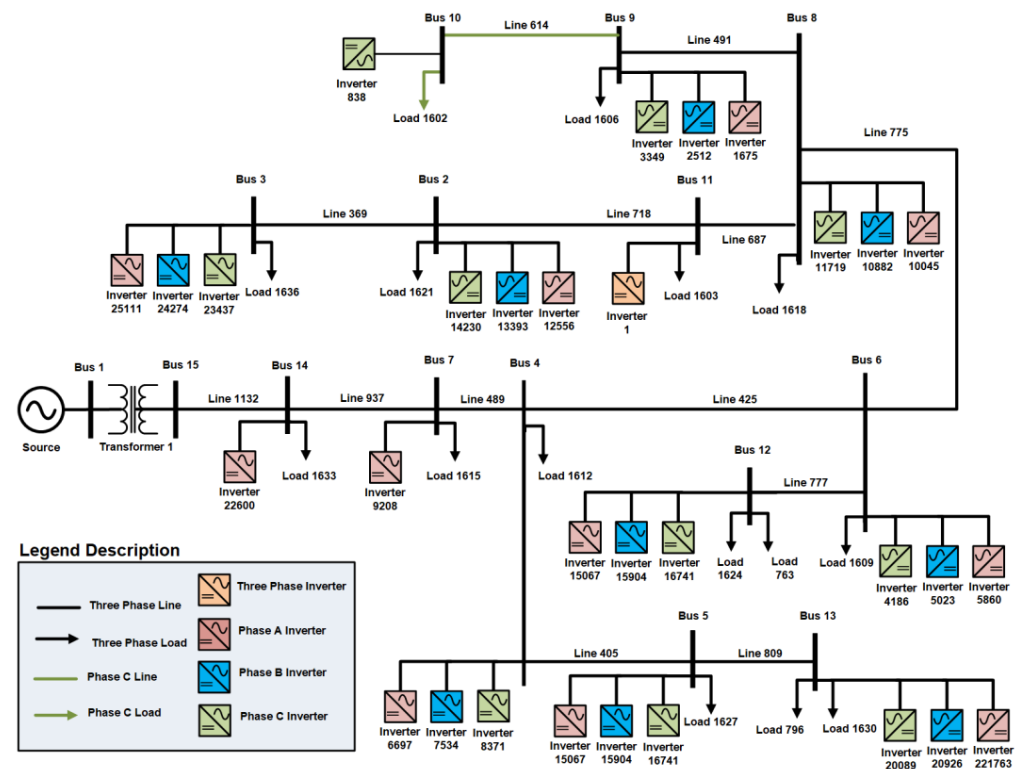 Bus 10
Bus 9
Bus 8
Line 614
Line 491
Inverter
838
Load 1602
Load 1606
Inverter
3349
Inverter
2512
Inverter
1675
Line 775
Bus 3
Bus 2
Bus 11
Line 369
Line 718
Line 687
Inverter
11719
Inverter
10882
Inverter
10045
Inverter
25111
Inverter
24274
Inverter
23437
Load 1636
Load 1621
Inverter
14230
Inverter
13393
Inverter
12556
Inverter
1
Load 1603
Load 1618
Bus 1
Bus 15
Bus 14
Bus 7
Bus 4
Bus 6
Line 1132
Line 937
Line 489
Line 425
Source
Transformer 1
Inverter
22600
Load 1633
Inverter
9208
Load 1615
Load 1612
Bus 12
Line 777
Inverter
15067
Inverter
15904
Inverter
16741
Load
1624
Load
763
Load 1609
Inverter
4186
Inverter
5023
Inverter
5860
Bus 5
Bus 13
Line 405
Line 809
Inverter
6697
Inverter
7534
Inverter
8371
Inverter
15067
Inverter
15904
Inverter
16741
Load 1627
Load 796
Load 1630
Inverter
20089
Inverter
20926
Inverter
221763
Legend Description
Three Phase Line
Three Phase Load
Phase C Line
Phase C Load
Three Phase Inverter
Phase A Inverter
Phase B Inverter
Phase C Inverter